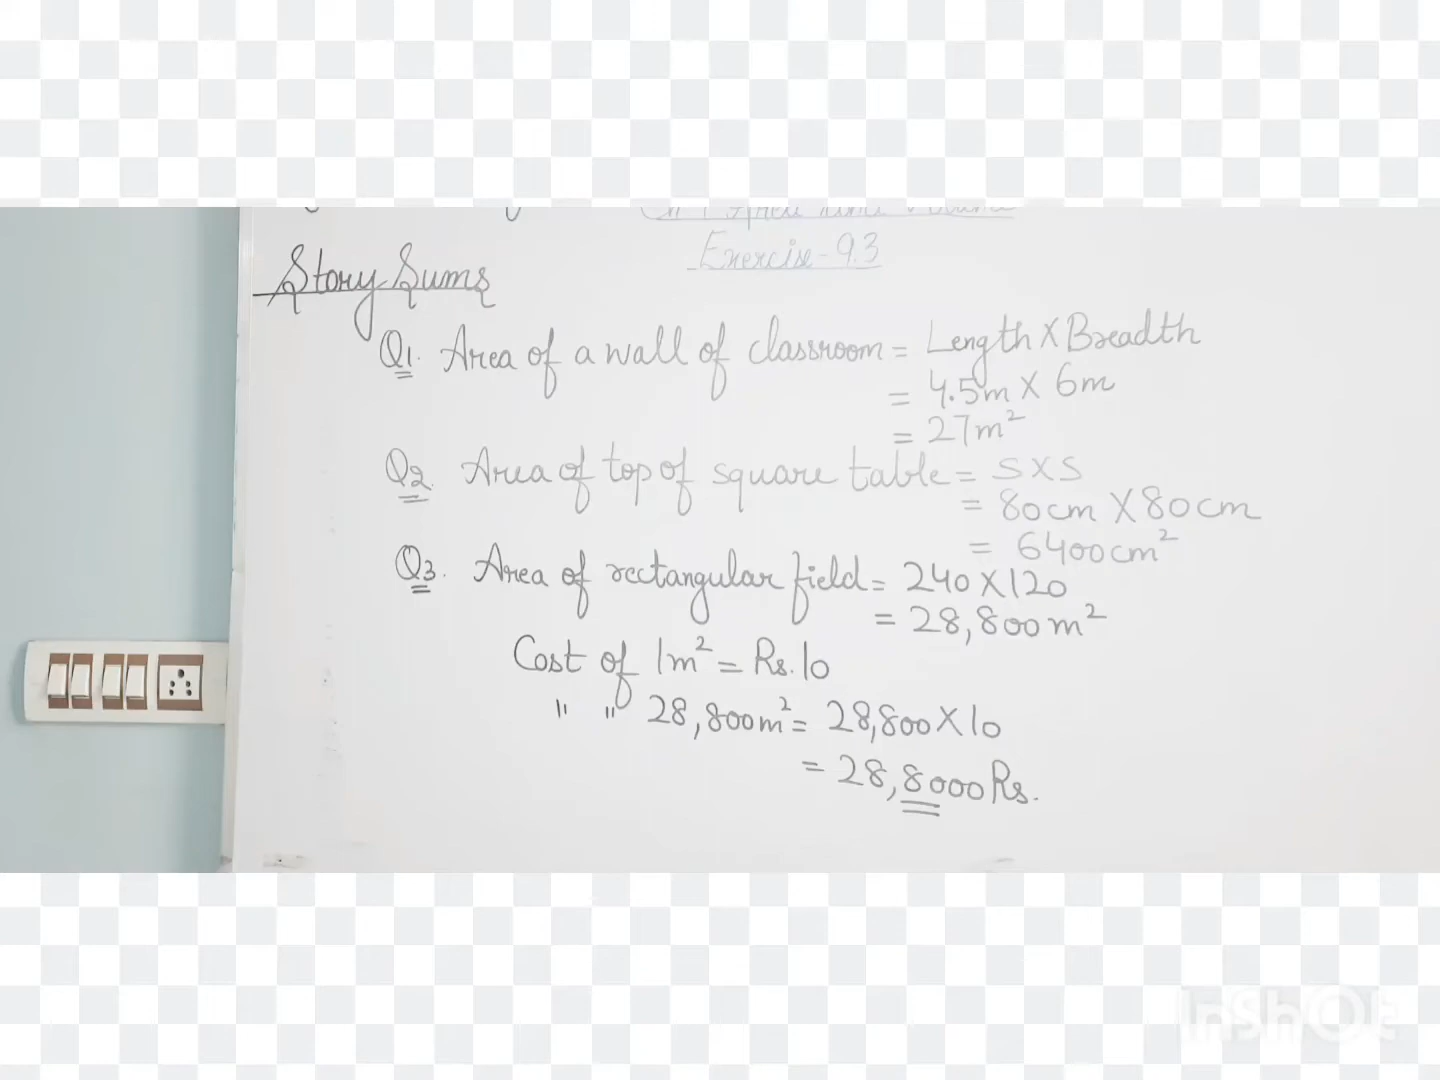 Exercise-9.3
Story Sums
Q1. Area of a wall of classroom = Length X Breadth
= 4.5m X 6m
= 27m²
Q2. Area of top of square table = S X S
= 80cm X 80cm
= 6400cm²
Q3. Area of rectangular field = 240 X 120
= 28,800m²
Cost of 1m² = Rs.10
" " 28,800m² = 28,800 X 10
= 28,8000 Rs.
InShOt